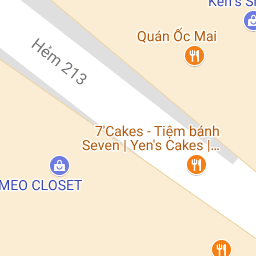 Ken's S
Quán Ốc Mai
Hẻm 213
7'Cakes - Tiệm bánh
Seven | Yen's Cakes |...
MEO CLOSET